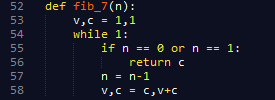 52 def fib_7(n):
53     v,c = 1,1
54     while 1:
55         if n == 0 or n == 1:
56             return c
57         n = n-1
58         v,c = c,v+c